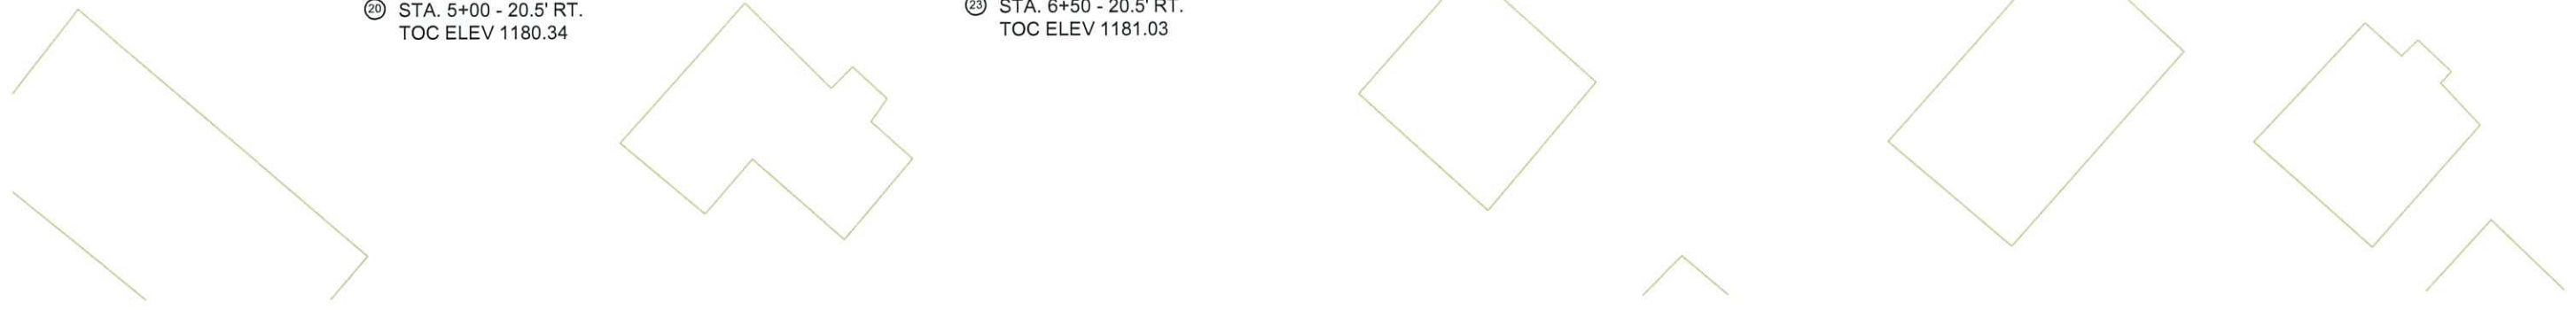 20 STA. 5+00 - 20.5' RT.
TOC ELEV 1180.34
23 STA. 6+50 - 20.5' RT.
TOC ELEV 1181.03